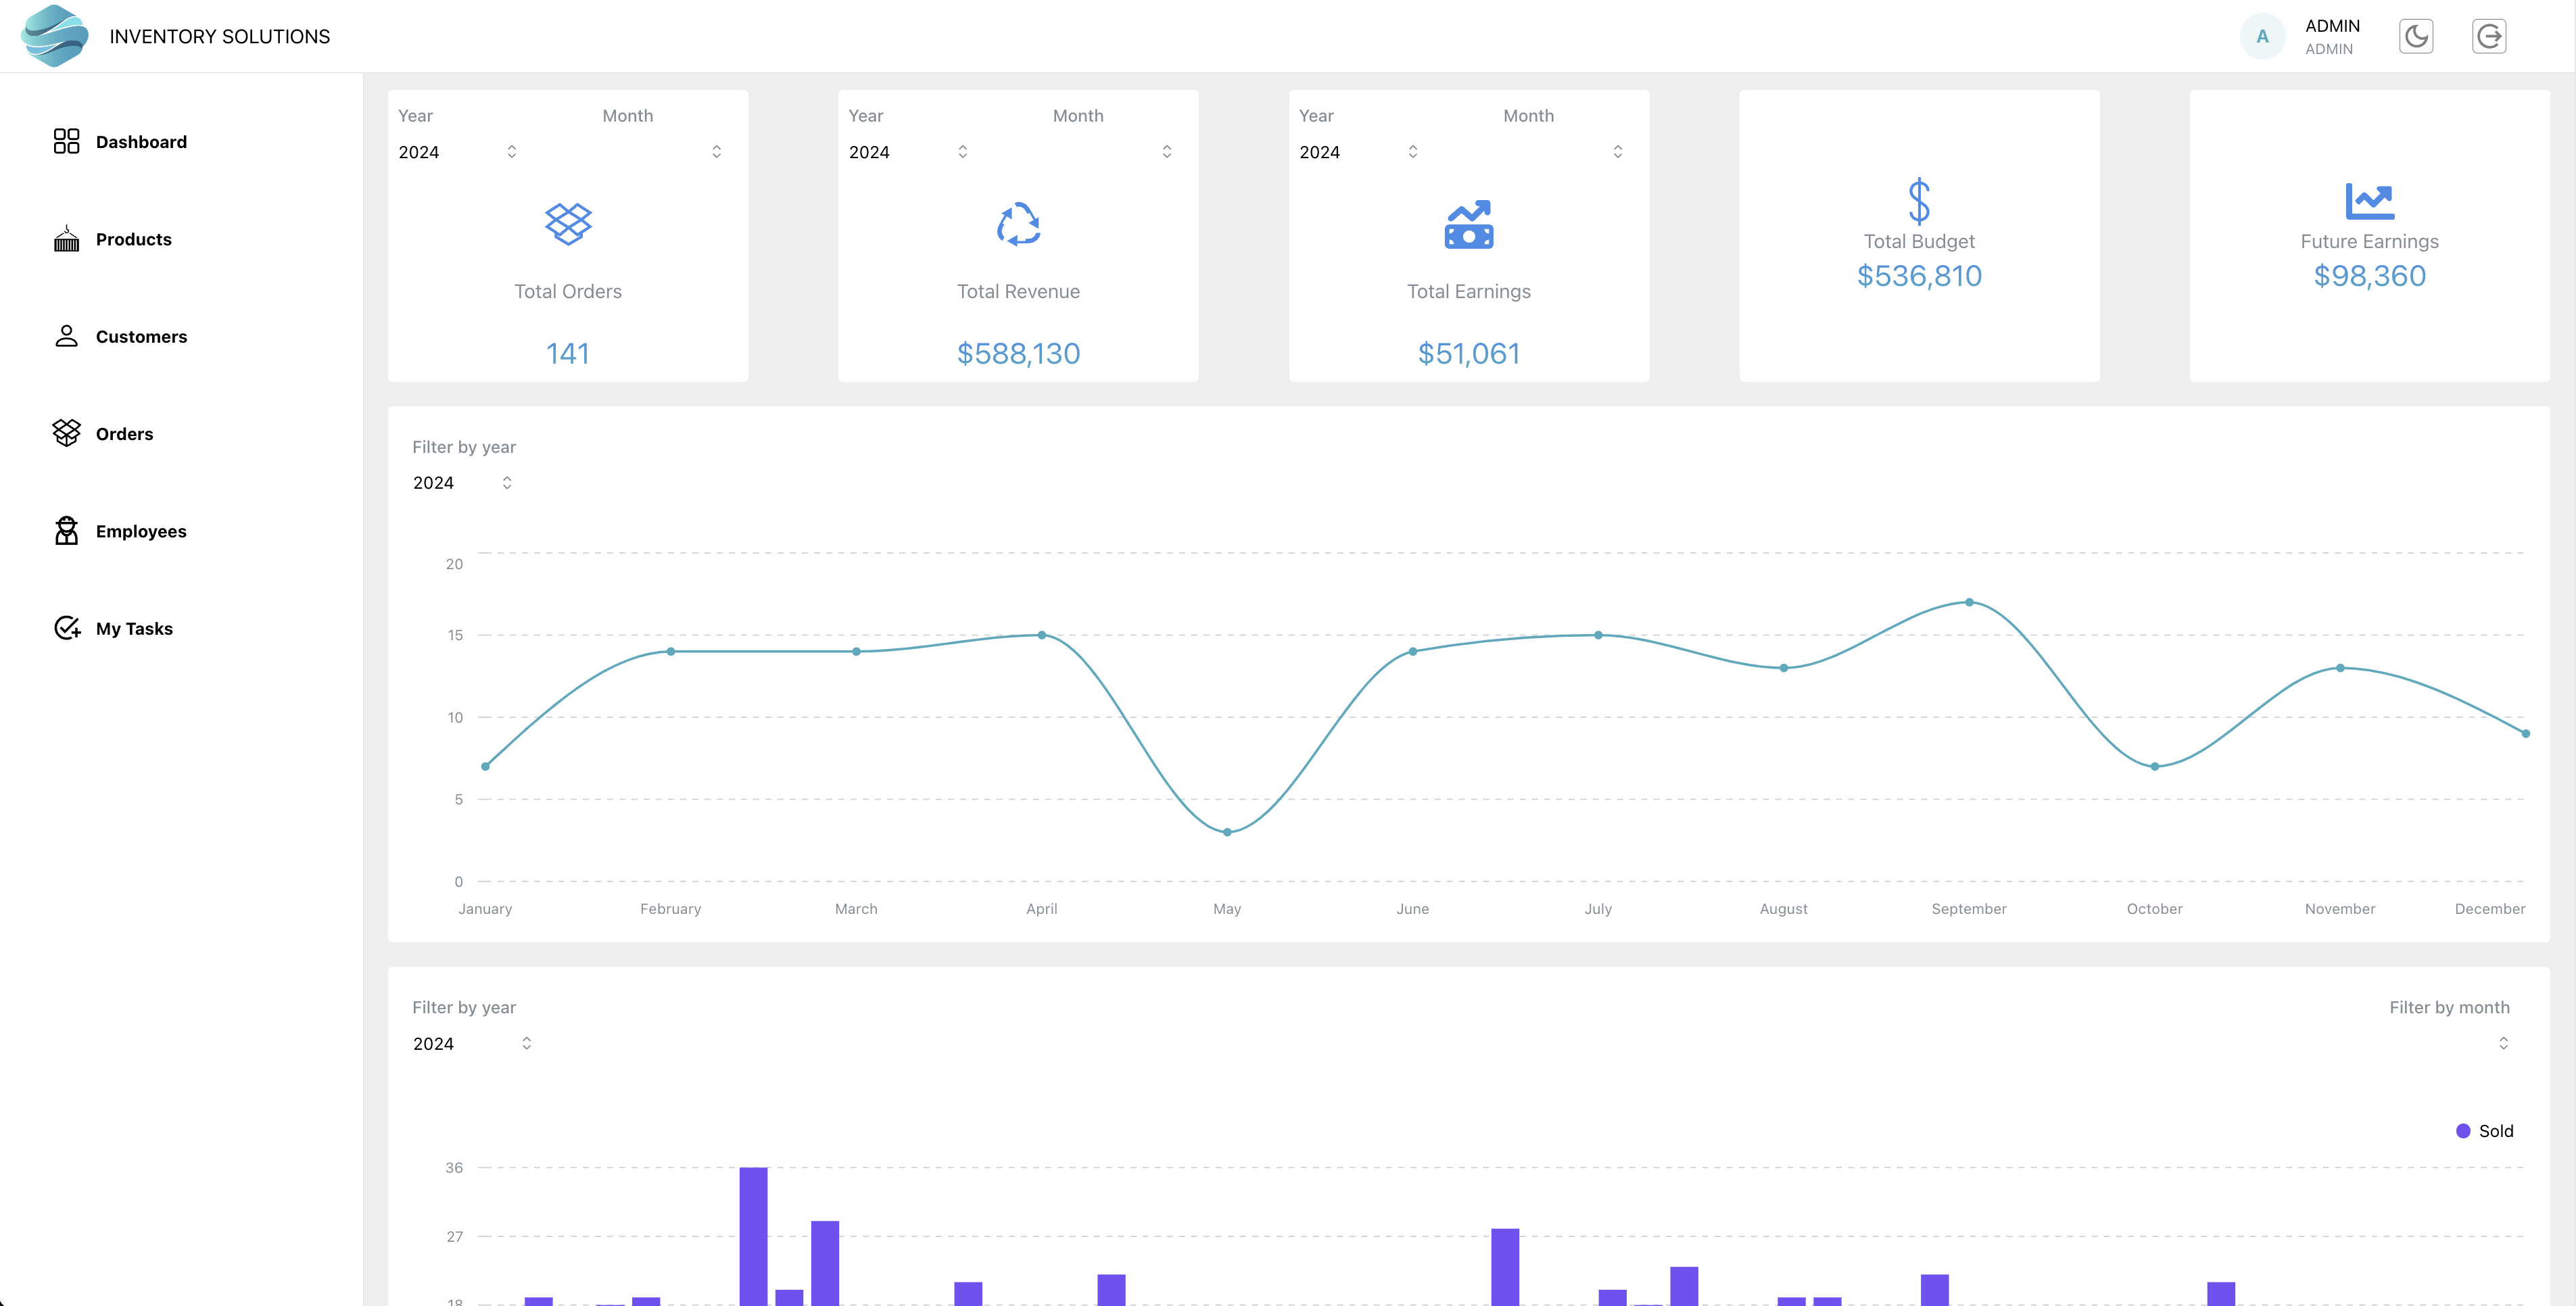 INVENTORY SOLUTIONS
A
ADMIN
ADMIN
Dashboard
Products
Customers
Orders
Employees
My Tasks
Year Month
2024
Total Orders
141
Year Month
2024
Total Revenue
$588,130
Year Month
2024
Total Earnings
$51,061
Total Budget
$536,810
Future Earnings
$98,360
Filter by year
2024
20
15
10
5
0
January February March April May June July August September October November December
Filter by year
2024
Filter by month
Sold
36
27
18